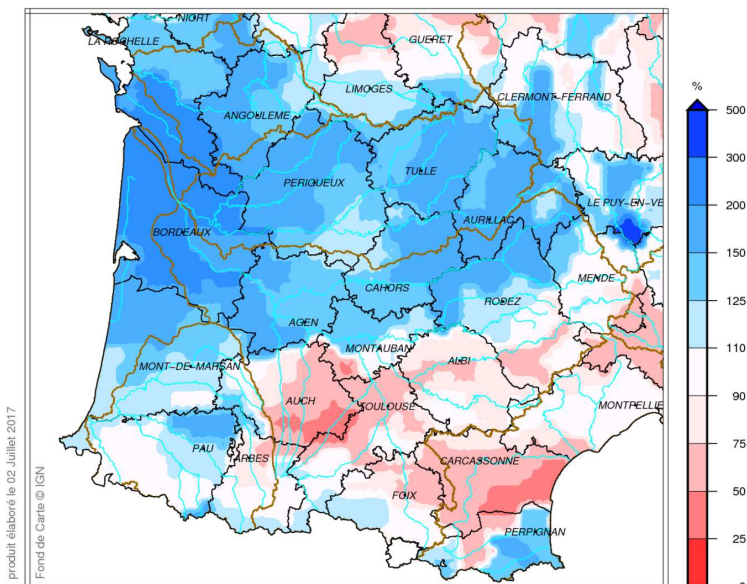 NIORT
LA ROCHELLE
GUERET
LIMOGES
CLERMONT-FERRAND
ANGOULEME
PERIGUEUX
TULLE
LE PUY-EN-VE
AURILLAC
BORDEAUX
MENDE
CAHORS
RODEZ
AGEN
MONTAUBAN
ALBI
MONT-DE-MARSAN
AUCH
TOULOUSE
MONTPELLIE
PAU
TARBES
CARCASSONNE
FOIX
PERPIGNAN
%
500
300
200
150
125
110
90
75
50
25
0
produit élaboré le 02 Juillet 2017
Fond de Carte © IGN